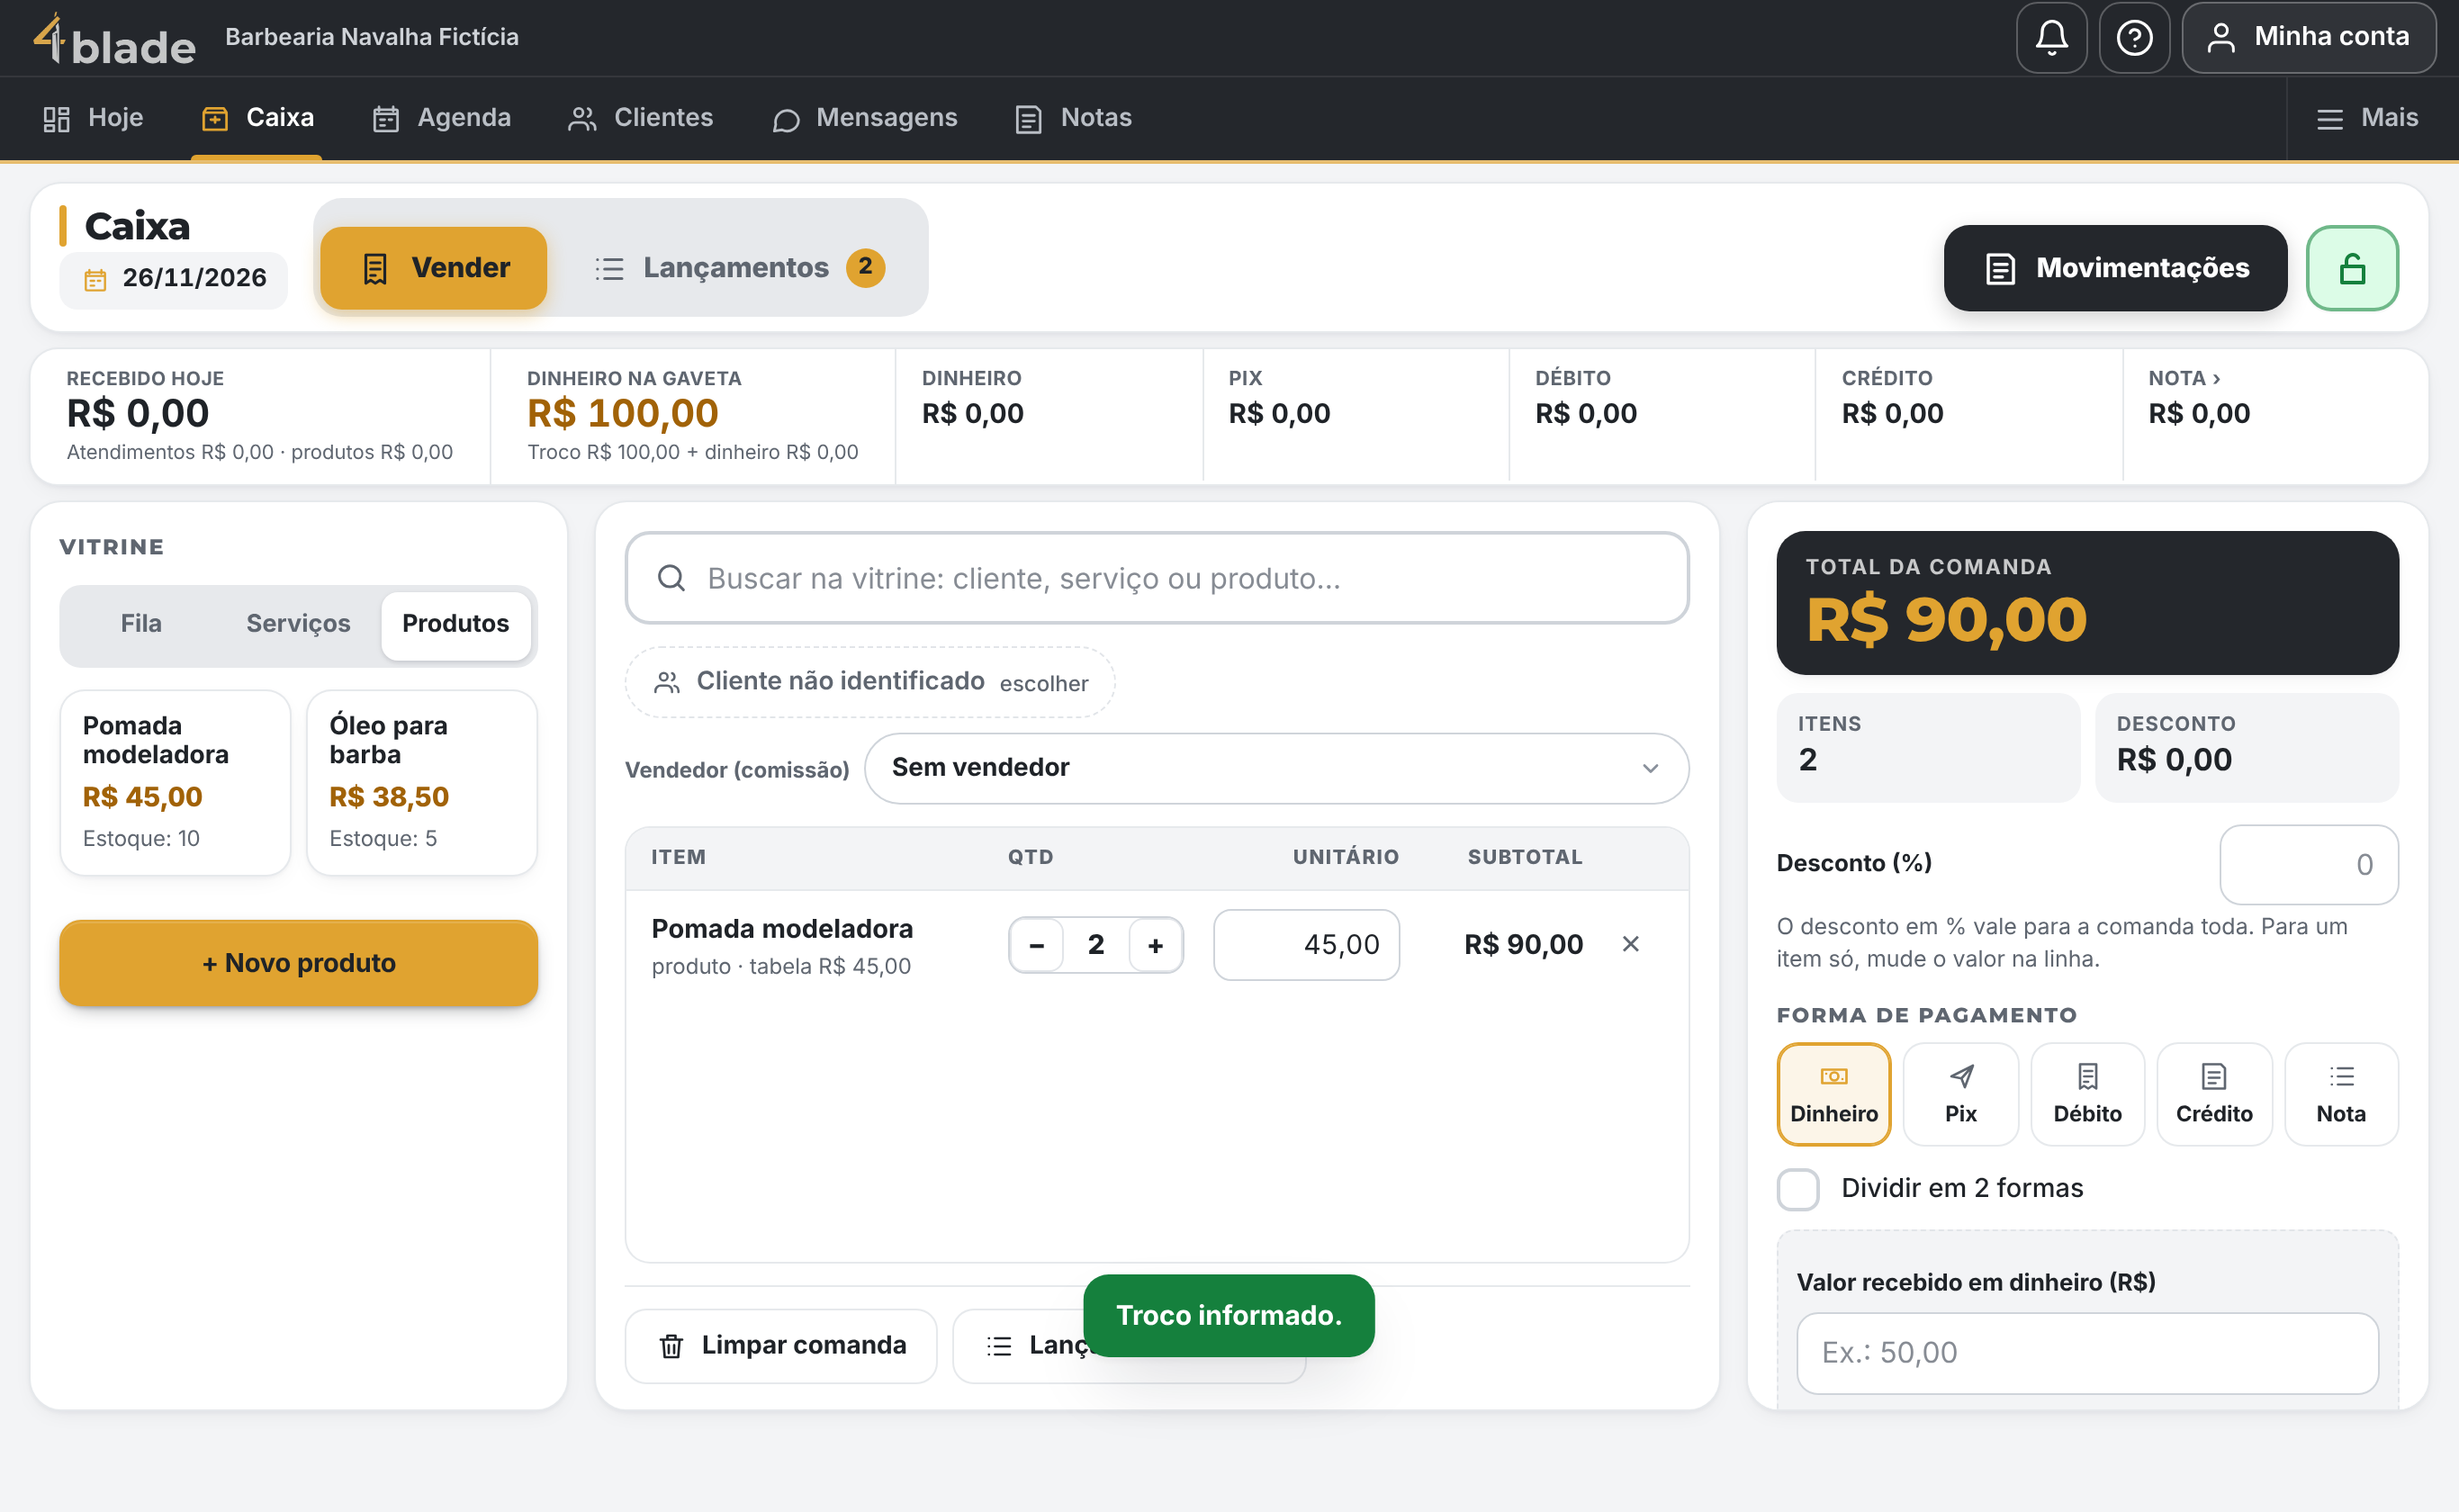 4blade
Barbearia Navalha Fictícia
Minha conta
Hoje
Caixa
Agenda
Clientes
Mensagens
Notas
Mais
Caixa
26/11/2026
Vender
Lançamentos 2
Movimentações
RECEBIDO HOJE
R$ 0,00
Atendimentos R$ 0,00 · produtos R$ 0,00
DINHEIRO NA GAVETA
R$ 100,00
Troco R$ 100,00 + dinheiro R$ 0,00
DINHEIRO
R$ 0,00
PIX
R$ 0,00
DÉBITO
R$ 0,00
CRÉDITO
R$ 0,00
NOTA ›
R$ 0,00
VITRINE
Fila
Serviços
Produtos
Pomada
modeladora
R$ 45,00
Estoque: 10
Óleo para
barba
R$ 38,50
Estoque: 5
+ Novo produto
Buscar na vitrine: cliente, serviço ou produto...
Cliente não identificado escolher
Vendedor (comissão)
Sem vendedor
ITEM
QTD
UNITÁRIO
SUBTOTAL
Pomada modeladora
produto · tabela R$ 45,00
− 2 +
45,00
R$ 90,00
×
Limpar comanda
Troco informado.
TOTAL DA COMANDA
R$ 90,00
ITENS
2
DESCONTO
R$ 0,00
Desconto (%)
0
O desconto em % vale para a comanda toda. Para um
item só, mude o valor na linha.
FORMA DE PAGAMENTO
Dinheiro
Pix
Débito
Crédito
Nota
Dividir em 2 formas
Valor recebido em dinheiro (R$)
Ex.: 50,00